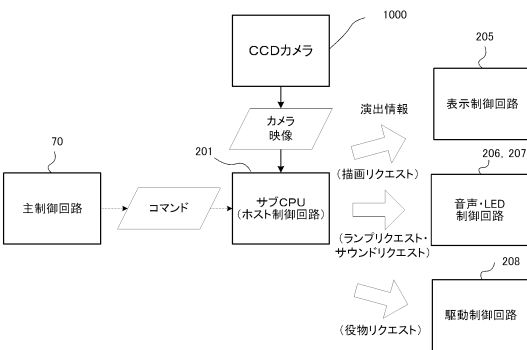 1000
CCDカメラ
205
表示制御回路
カメラ
映像
演出情報
(描画リクエスト)
70
主制御回路
コマンド
201
サブCPU
(ホスト制御回路)
206, 207
音声・LED
制御回路
(ランプリクエスト・
サウンドリクエスト)
208
駆動制御回路
(役物リクエスト)